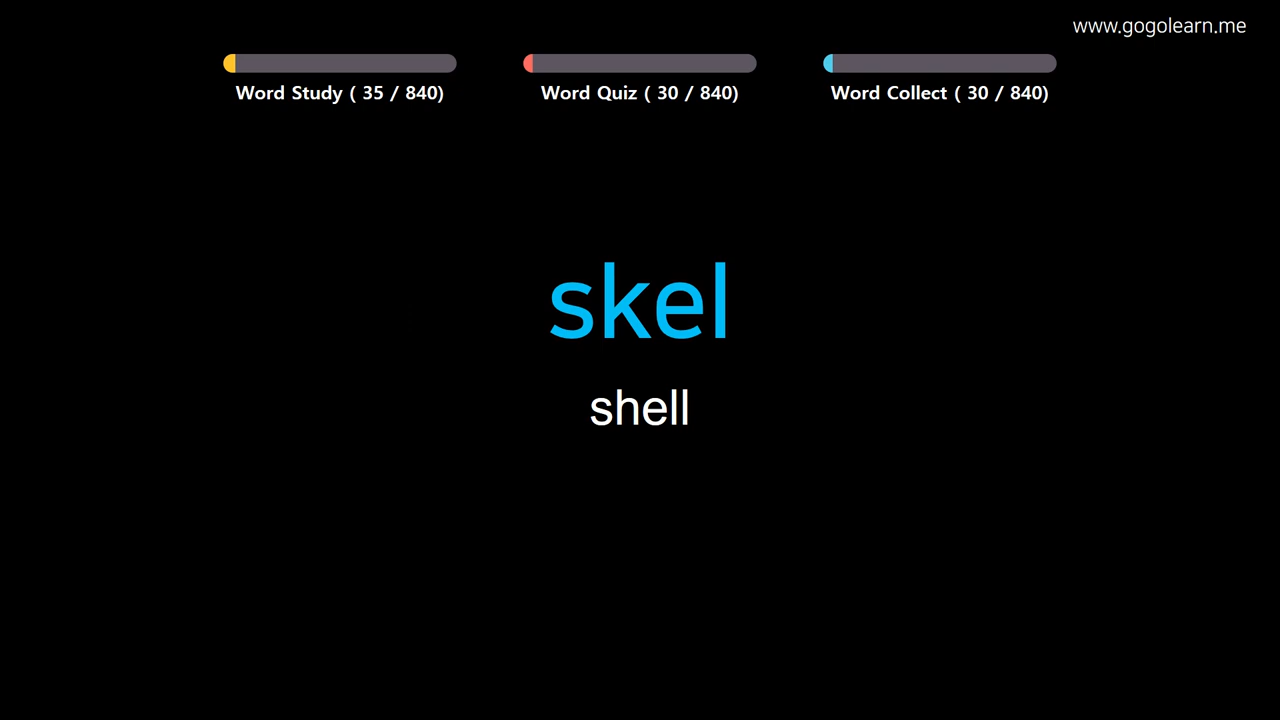 www.gogolearn.me
Word Study ( 35 / 840)
Word Quiz ( 30 / 840)
Word Collect ( 30 / 840)
skel
shell